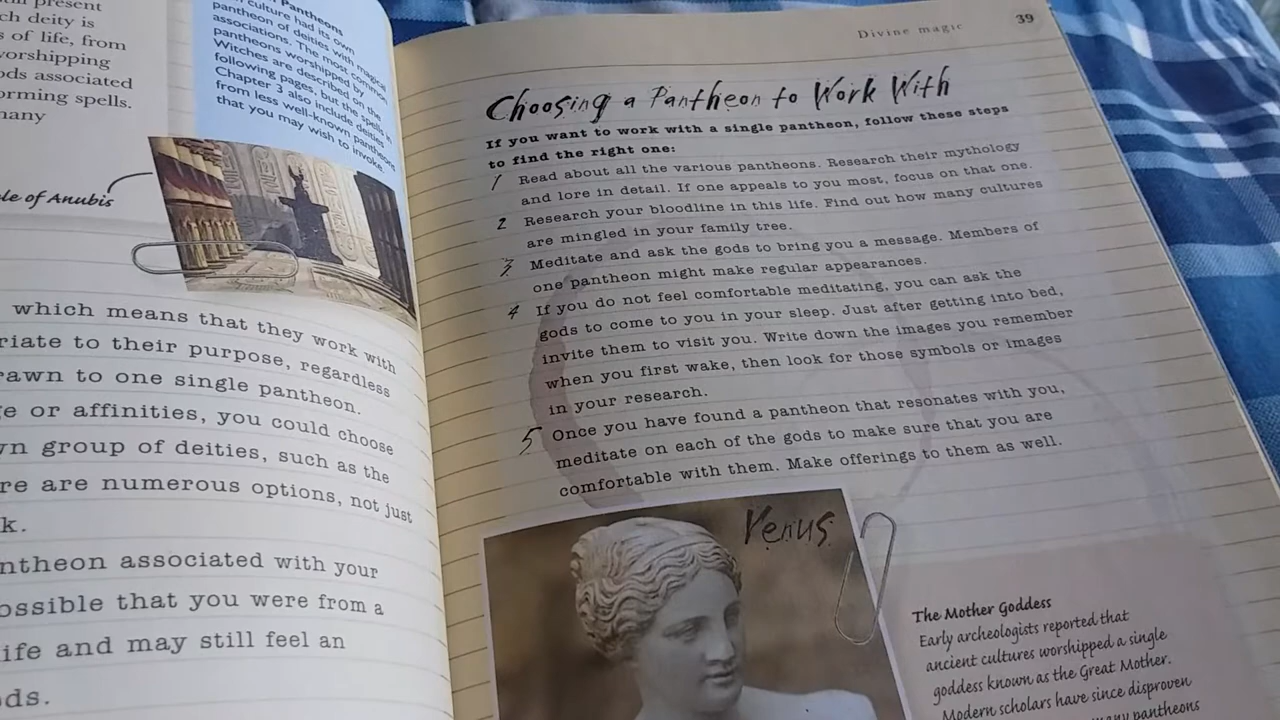 present
ch deity is
s of life, from
worshipping
ods associated
orming spells.
many
Pantheons
culture had its own
pantheon of deities with magical
associations. The most common
pantheons worshipped by
Witches are described on the
following pages, but the spells in
Chapter 3 also include deities
from less well-known pantheons
that you may wish to invoke.
le of Anubis
which means that they work with
riate to their purpose, regardless
rawn to one single pantheon.
ge or affinities, you could choose
wn group of deities, such as the
re are numerous options, not just
k.
ntheon associated with your
ossible that you were from a
life and may still feel an
ods.
Divine magic
39
Choosing a Pantheon to Work With
If you want to work with a single pantheon, follow these steps
to find the right one:
1 Read about all the various pantheons. Research their mythology
and lore in detail. If one appeals to you most, focus on that one.
2 Research your bloodline in this life. Find out how many cultures
are mingled in your family tree.
3 Meditate and ask the gods to bring you a message. Members of
one pantheon might make regular appearances.
4 If you do not feel comfortable meditating, you can ask the
gods to come to you in your sleep. Just after getting into bed,
invite them to visit you. Write down the images you remember
when you first wake, then look for those symbols or images
in your research.
5 Once you have found a pantheon that resonates with you,
meditate on each of the gods to make sure that you are
comfortable with them. Make offerings to them as well.
Venus
The Mother Goddess
Early archeologists reported that
ancient cultures worshipped a single
goddess known as the Great Mother.
Modern scholars have since disproven
many pantheons